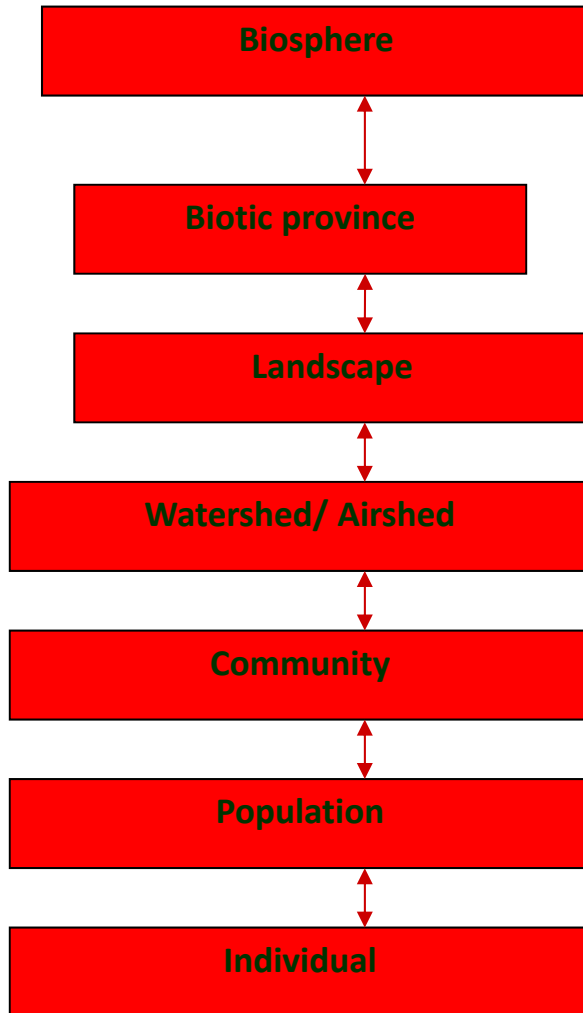 Biosphere
Biotic province
Landscape
Watershed/ Airshed
Community
Population
Individual